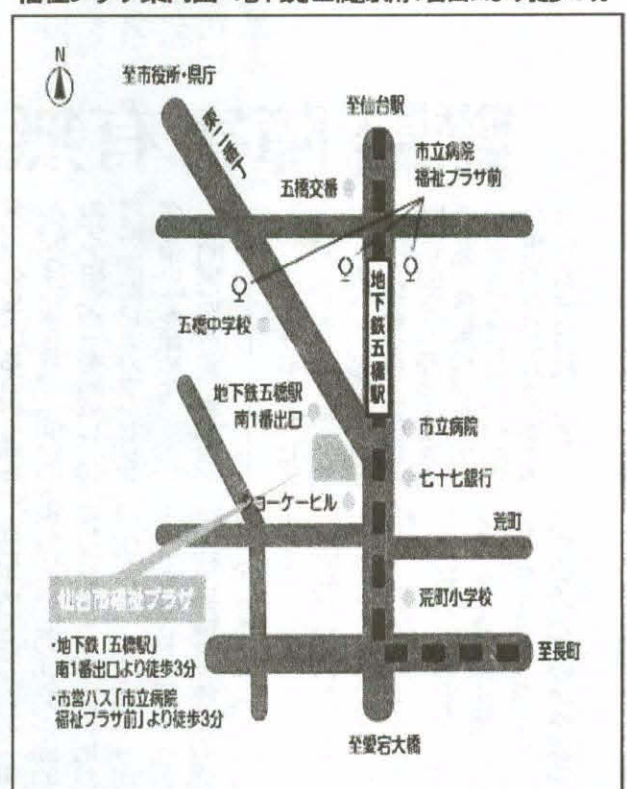 N
至市役所・県庁
東二番丁
至仙台駅
市立病院
福祉プラザ前
五橋交番
地下鉄五橋駅
五橋中学校
地下鉄五橋駅
南1番出口
市立病院
七十七銀行
ショーケービル
荒町
仙台市福祉プラザ
荒町小学校
・地下鉄「五橋駅」
南1番出口より徒歩3分
・市営バス「市立病院
福祉プラザ前」より徒歩3分
至長町
至愛宕大橋